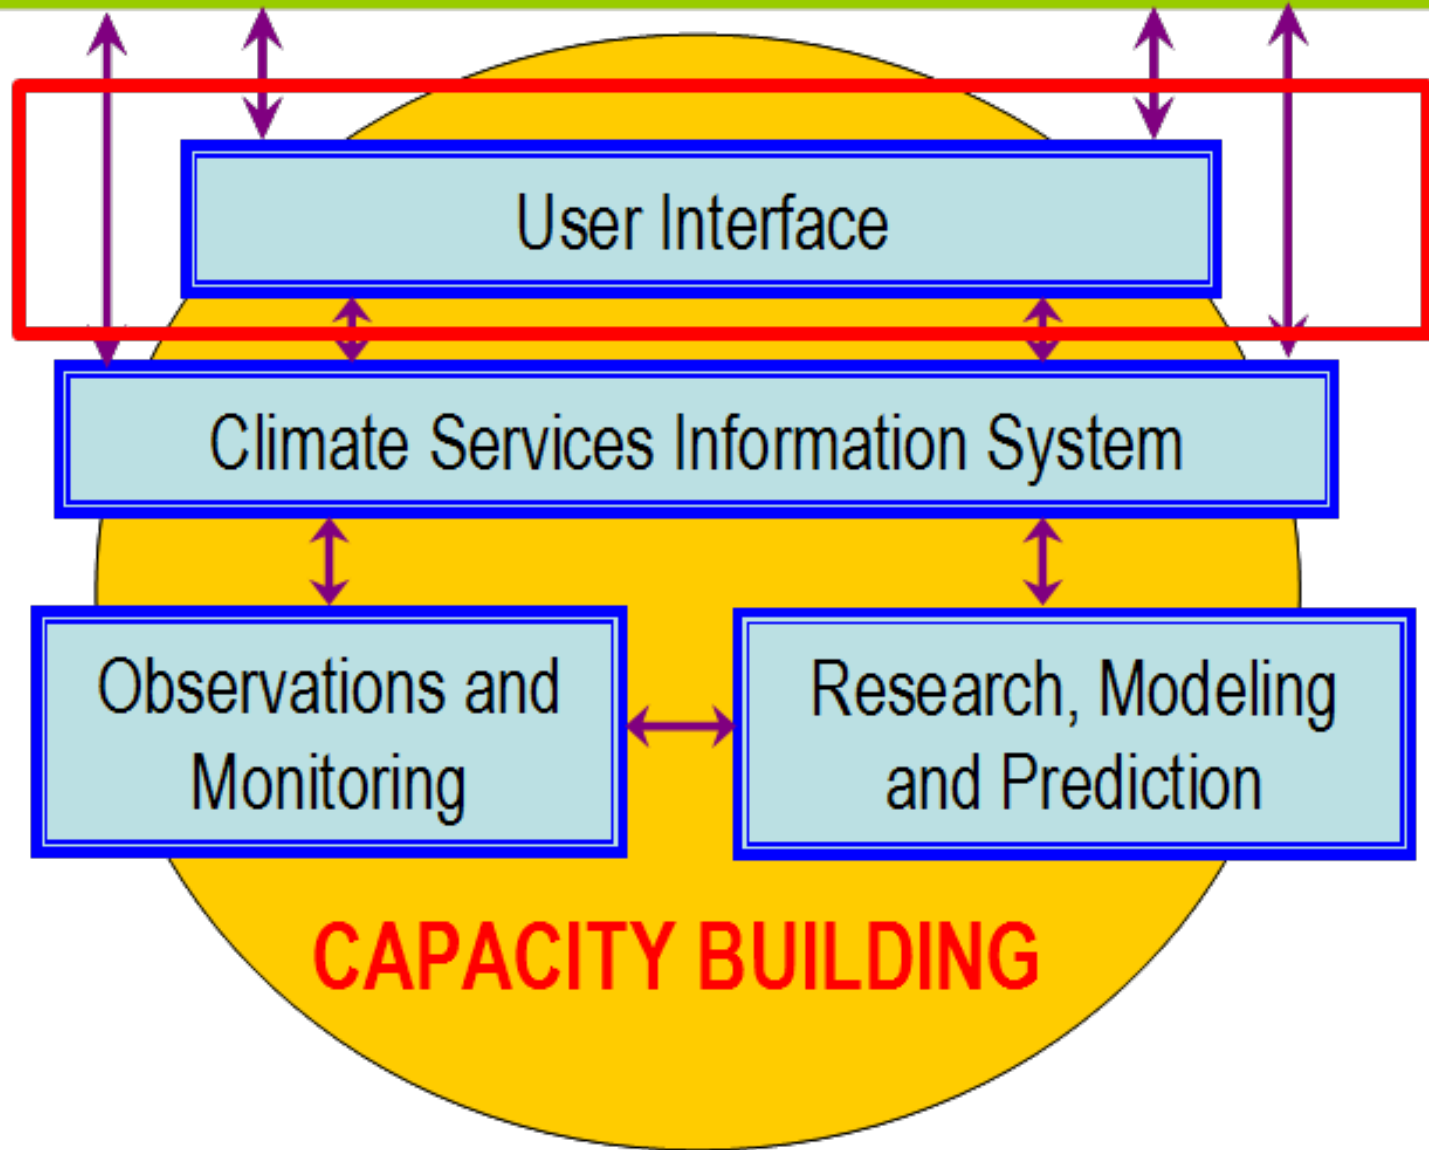 User Interface
Climate Services Information System
Observations and
Monitoring
Research, Modeling
and Prediction
CAPACITY BUILDING